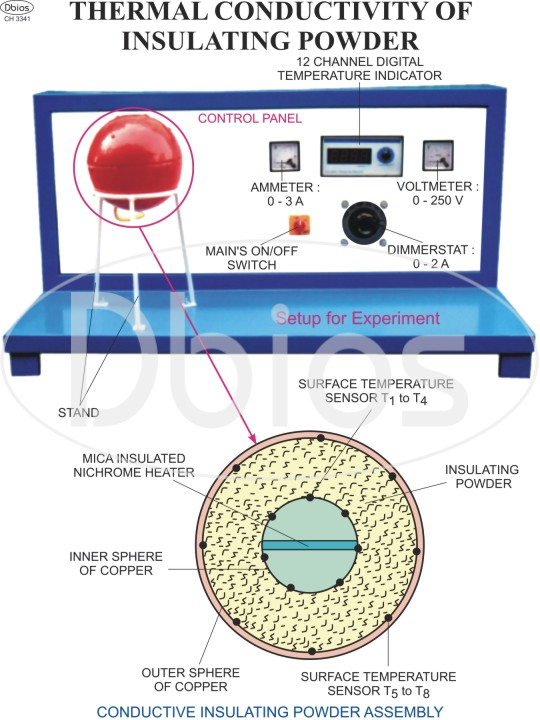 Dbios
CH 3341
THERMAL CONDUCTIVITY OF
INSULATING POWDER
12 CHANNEL DIGITAL
TEMPERATURE INDICATOR
CONTROL PANEL
AMMETER :
0 - 3 A
VOLTMETER :
0 - 250 V
MAIN'S ON/OFF
SWITCH
DIMMERSTAT :
0 - 2 A
Setup for Experiment
Dbios
STAND
SURFACE TEMPERATURE
SENSOR T1 to T4
MICA INSULATED
NICHROME HEATER
INSULATING
POWDER
INNER SPHERE
OF COPPER
OUTER SPHERE
OF COPPER
SURFACE TEMPERATURE
SENSOR T5 to T8
CONDUCTIVE INSULATING POWDER ASSEMBLY